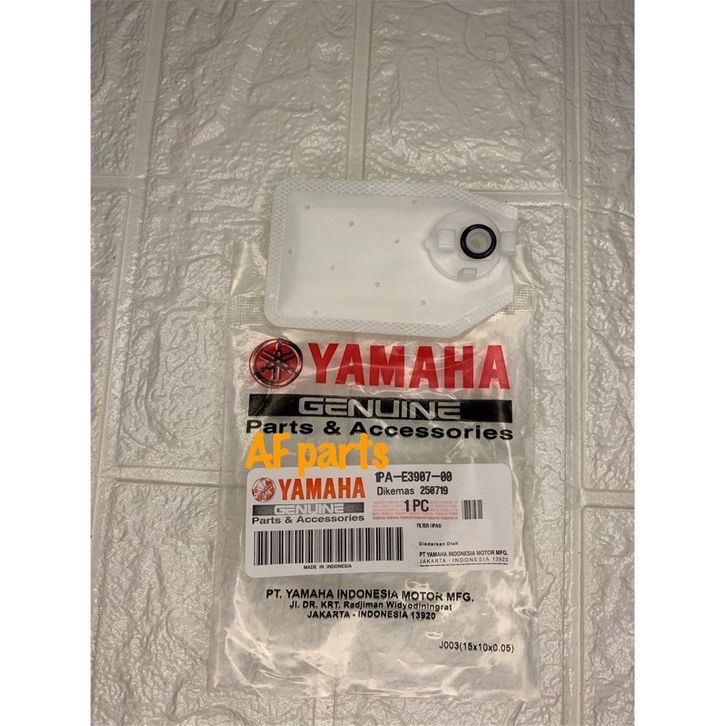 YAMAHA
GENUINE
Parts & Accessories
AF parts
1PA-E3907-00
YAMAHA
Dikemas 250719
GENUINE
1 PC
Parts & Accessories
FILTER (1PA9)
Diedarkan Oleh
PT YAMAHA INDONESIA MOTOR MFG.
JAKARTA - INDONESIA 13920
MADE IN INDONESIA
PT. YAMAHA INDONESIA MOTOR MFG.
Jl. DR. KRT. Radjiman Widyodiningrat
JAKARTA - INDONESIA 13920
J003(15x10x0.05)